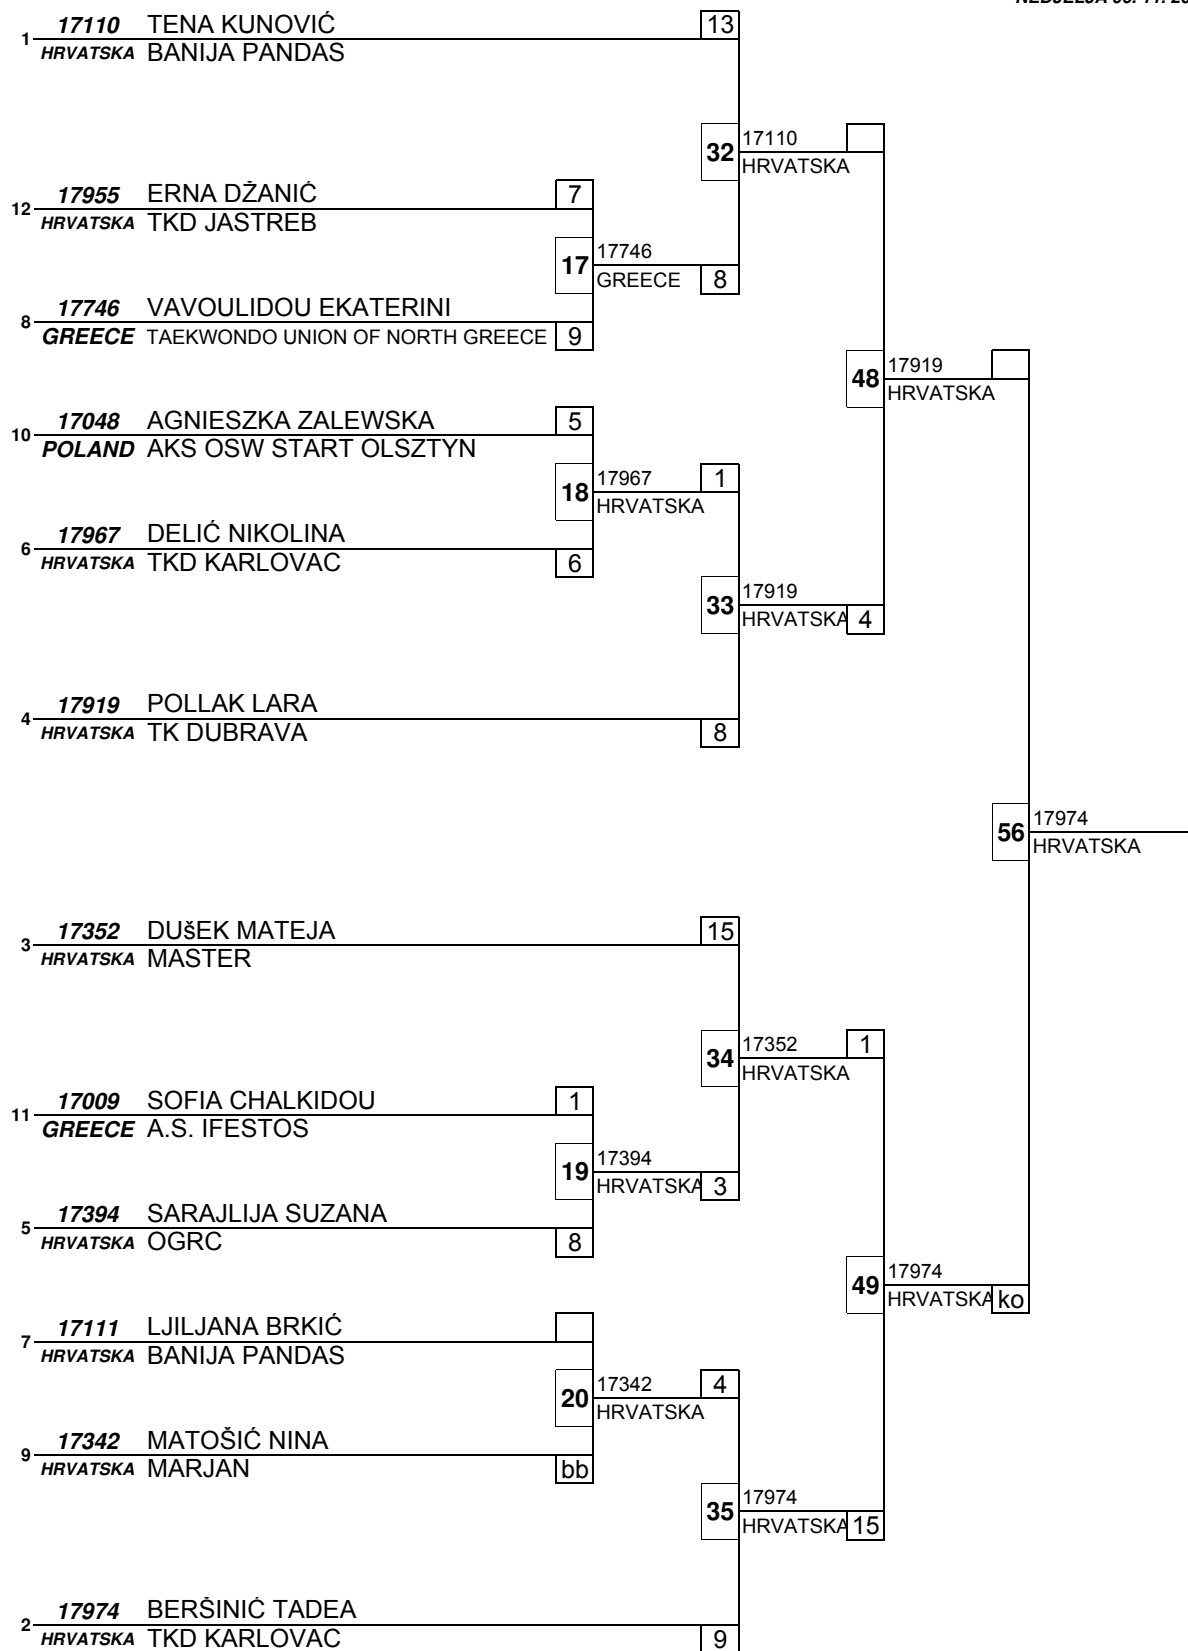 1 17110 TENA KUNOVIĆ 13
HRVATSKA BANIJA PANDAS
32 17110
HRVATSKA
12 17955 ERNA DŽANIĆ 7
HRVATSKA TKD JASTREB
17 17746
GREECE 8
8 17746 VAVOULIDOU EKATERINI
GREECE TAEKWONDO UNION OF NORTH GREECE 9
48 17919
HRVATSKA
10 17048 AGNIESZKA ZALEWSKA 5
POLAND AKS OSW START OLSZTYN
18 17967 1
HRVATSKA
6 17967 DELIĆ NIKOLINA
HRVATSKA TKD KARLOVAC 6
33 17919
HRVATSKA 4
4 17919 POLLAK LARA
HRVATSKA TK DUBRAVA 8
56 17974
HRVATSKA
3 17352 DUšEK MATEJA 15
HRVATSKA MASTER
34 17352 1
HRVATSKA
11 17009 SOFIA CHALKIDOU 1
GREECE A.S. IFESTOS
19 17394
HRVATSKA 3
5 17394 SARAJLIJA SUZANA
HRVATSKA OGRC 8
49 17974
HRVATSKA ko
7 17111 LJILJANA BRKIĆ
HRVATSKA BANIJA PANDAS
20 17342 4
HRVATSKA
9 17342 MATOŠIĆ NINA
HRVATSKA MARJAN bb
35 17974
HRVATSKA 15
2 17974 BERŠINIĆ TADEA
HRVATSKA TKD KARLOVAC 9